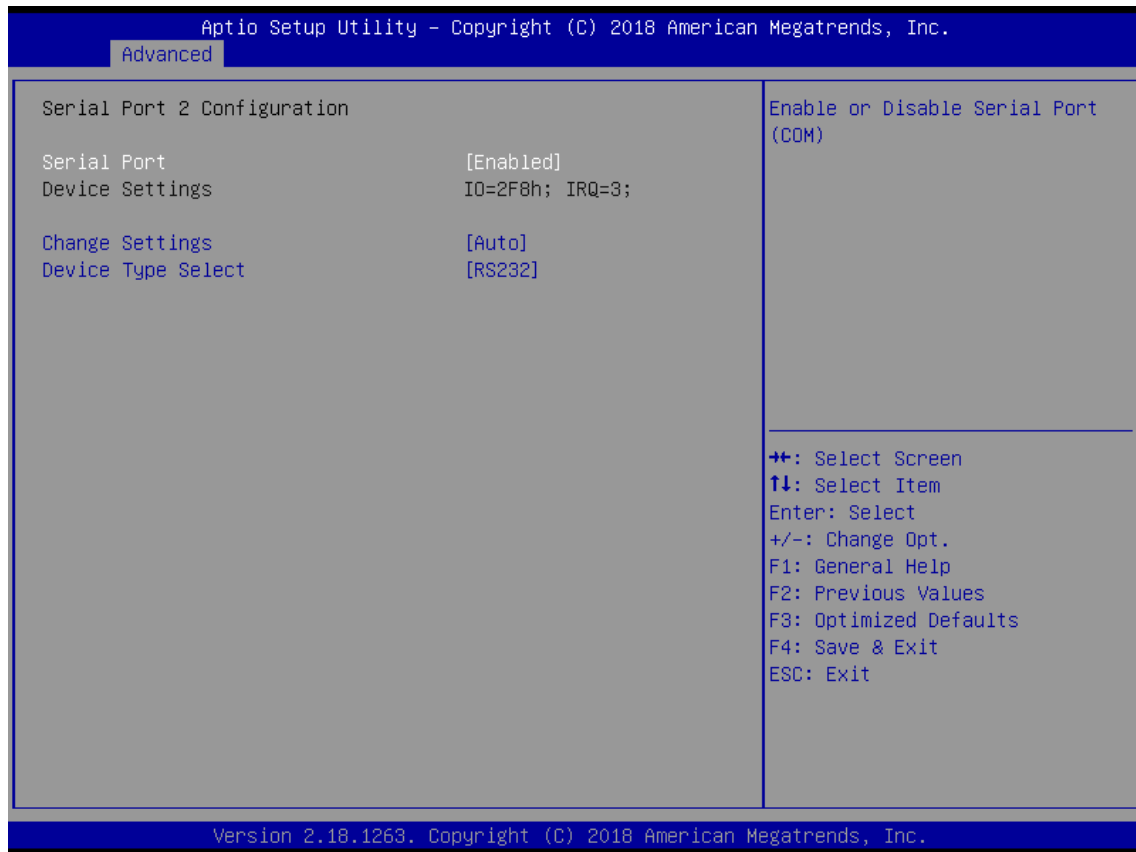 Aptio Setup Utility – Copyright (C) 2018 American Megatrends, Inc.
Advanced
Serial Port 2 Configuration
Serial Port [Enabled]
Device Settings IO=2F8h; IRQ=3;
Change Settings [Auto]
Device Type Select [RS232]
Enable or Disable Serial Port
(COM)
→←: Select Screen
↑↓: Select Item
Enter: Select
+/-: Change Opt.
F1: General Help
F2: Previous Values
F3: Optimized Defaults
F4: Save & Exit
ESC: Exit
Version 2.18.1263. Copyright (C) 2018 American Megatrends, Inc.